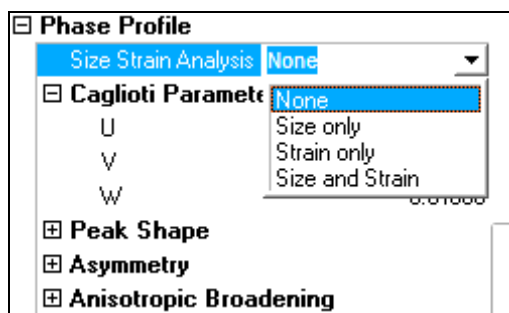 Phase Profile
Size Strain Analysis None
Caglioti Paramete None
U Size only
V Strain only
Size and Strain
W
Peak Shape
Asymmetry
Anisotropic Broadening